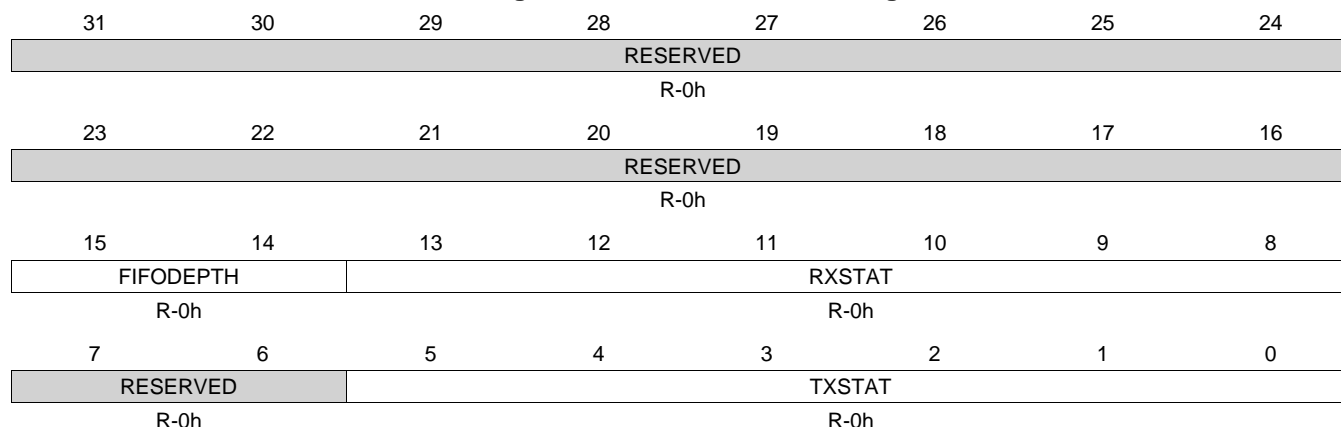 31 30 29 28 27 26 25 24
RESERVED
R-0h
23 22 21 20 19 18 17 16
RESERVED
R-0h
15 14 13 12 11 10 9 8
FIFODEPTH RXSTAT
R-0h R-0h
7 6 5 4 3 2 1 0
RESERVED TXSTAT
R-0h R-0h